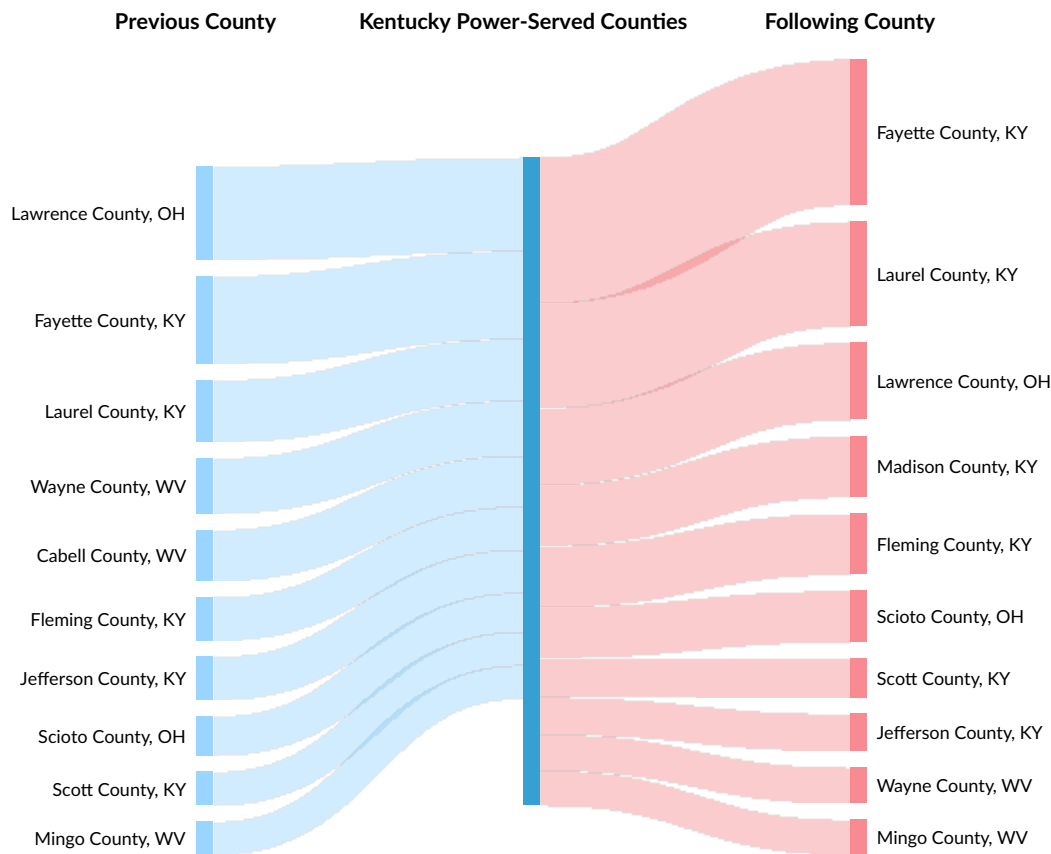 Previous County
Kentucky Power-Served Counties
Following County
Lawrence County, OH
Fayette County, KY
Laurel County, KY
Wayne County, WV
Cabell County, WV
Fleming County, KY
Jefferson County, KY
Scioto County, OH
Scott County, KY
Mingo County, WV
Fayette County, KY
Laurel County, KY
Lawrence County, OH
Madison County, KY
Fleming County, KY
Scioto County, OH
Scott County, KY
Jefferson County, KY
Wayne County, WV
Mingo County, WV